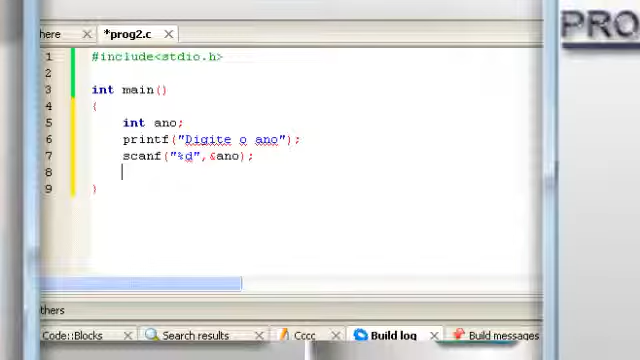 here
*prog2.c
PRO
1 #include<stdio.h>
2
3 int main()
4 {
5 int ano;
6 printf("Digite o ano");
7 scanf("%d",&ano);
8
9 }
thers
Code::Blocks
Search results
Cccc
Build log
Build messages